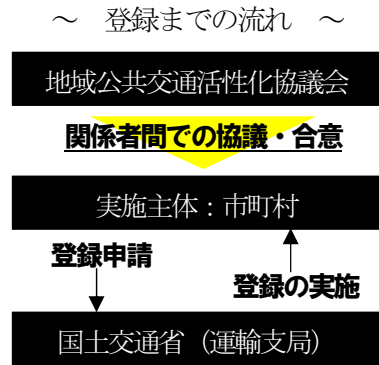 ～ 登録までの流れ ～
地域公共交通活性化協議会
関係者間での協議・合意
実施主体：市町村
登録申請
登録の実施
国土交通省（運輸支局）